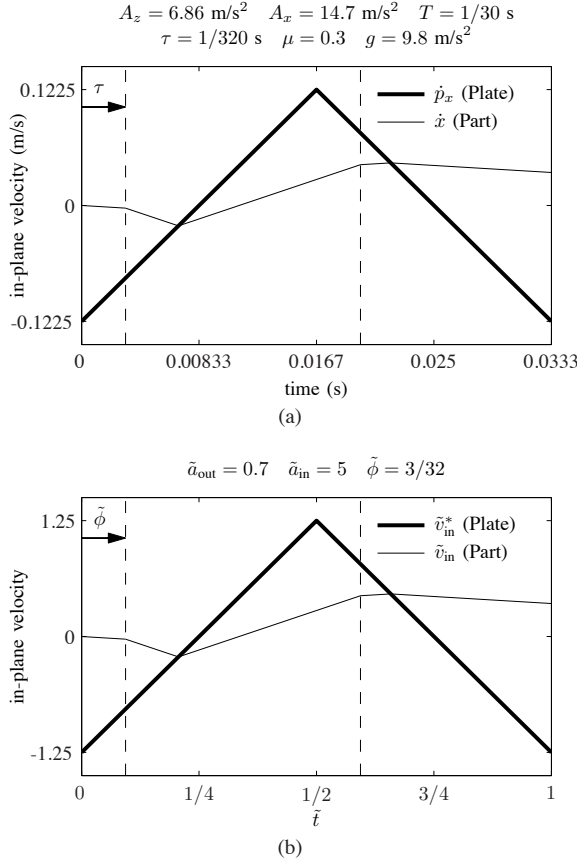 A_z = 6.86 m/s² A_x = 14.7 m/s² T = 1/30 s
τ = 1/320 s μ = 0.3 g = 9.8 m/s²
in-plane velocity (m/s)
0.1225
0
-0.1225
τ
ṗ_x (Plate)
ẋ (Part)
0 0.00833 0.0167 0.025 0.0333
time (s)
(a)
ã_out = 0.7 ã_in = 5 ϕ̃ = 3/32
in-plane velocity
1.25
0
-1.25
ϕ̃
ṽ*_in (Plate)
ṽ_in (Part)
0 1/4 1/2 3/4 1
t̃
(b)